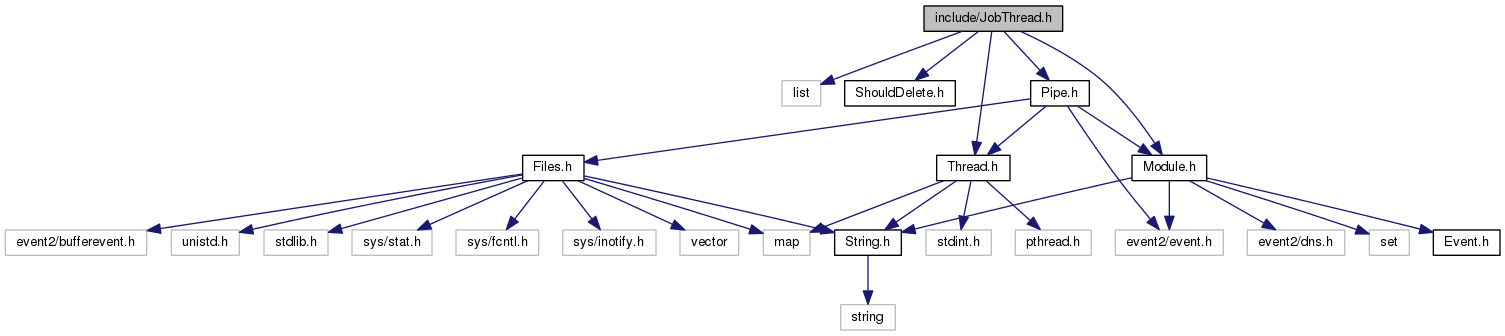 include/JobThread.h
list
ShouldDelete.h
Pipe.h
Files.h
Thread.h
Module.h
event2/bufferevent.h
unistd.h
stdlib.h
sys/stat.h
sys/fcntl.h
sys/inotify.h
vector
map
String.h
stdint.h
pthread.h
event2/event.h
event2/dns.h
set
Event.h
string